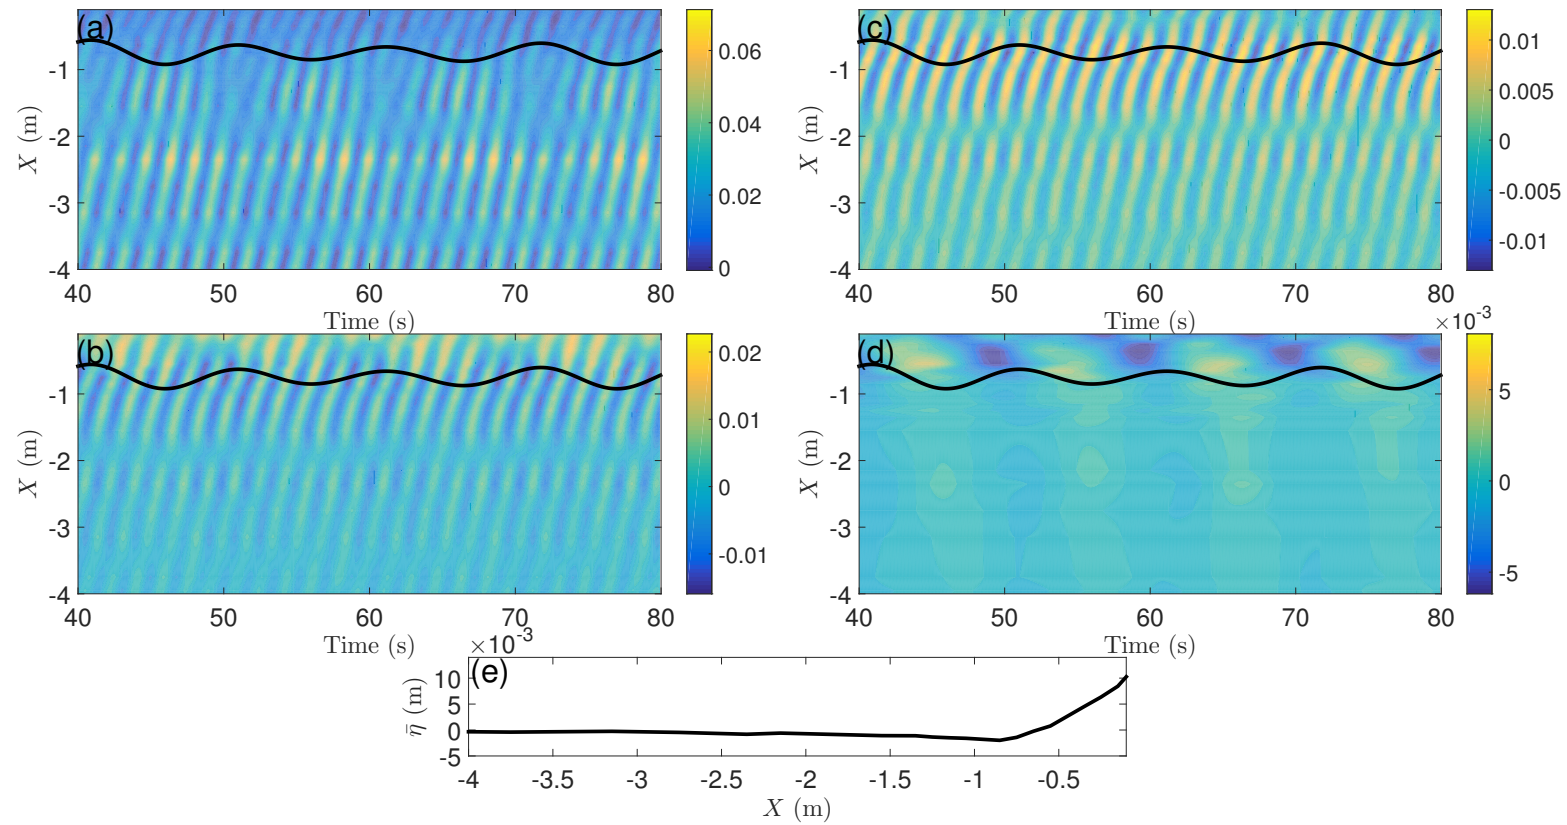 (a)
X (m)
-1
-2
-3
-4
40 50 60 70 80
Time (s)
0.06
0.04
0.02
0
(c)
X (m)
-1
-2
-3
-4
40 50 60 70 80
Time (s)
0.01
0.005
0
-0.005
-0.01
(b)
X (m)
-1
-2
-3
-4
40 50 60 70 80
Time (s)
0.02
0.01
0
-0.01
(d)
X (m)
-1
-2
-3
-4
40 50 60 70 80
Time (s)
×10⁻³
5
0
-5
×10⁻³
(e)
η̄ (m)
10
5
0
-5
-4 -3.5 -3 -2.5 -2 -1.5 -1 -0.5
X (m)